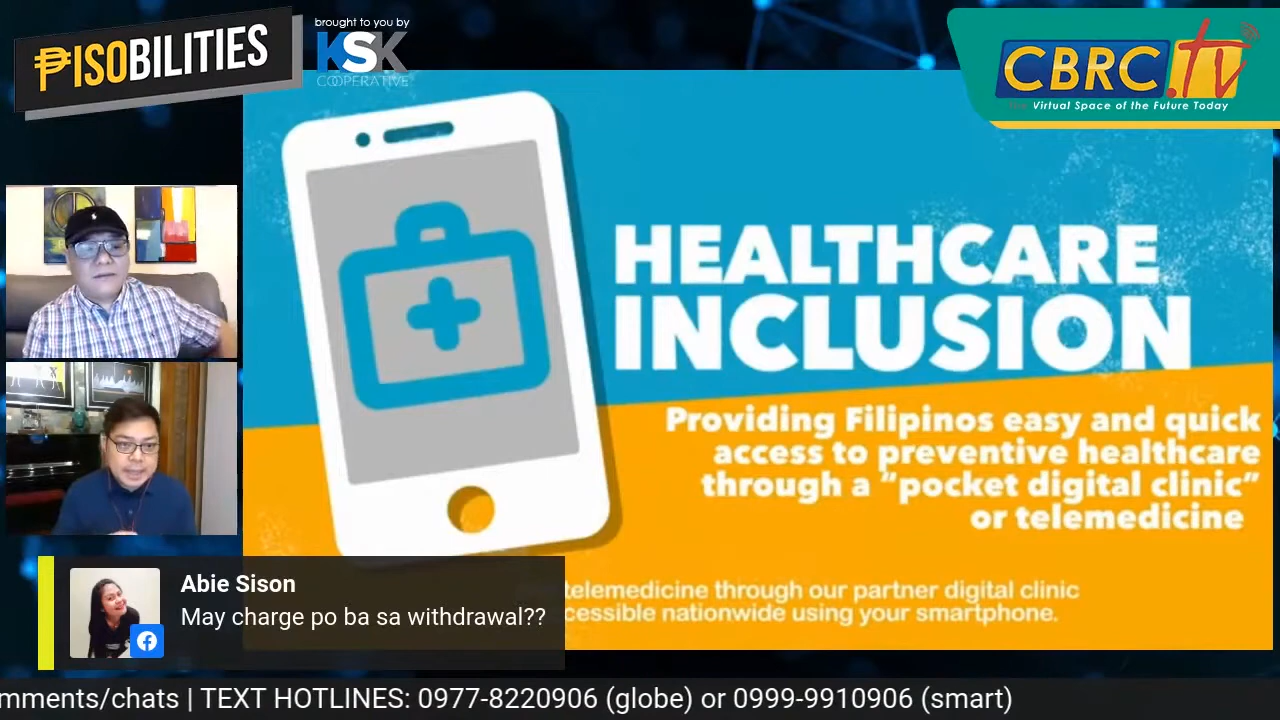 ₱ISOBILITIES
brought to you by
KSK
COOPERATIVE
CBRC.tv
The Virtual Space of the Future Today
HEALTHCARE
INCLUSION
Providing Filipinos easy and quick
access to preventive healthcare
through a "pocket digital clinic"
or telemedicine
telemedicine through our partner digital clinic
cessible nationwide using your smartphone.
Abie Sison
May charge po ba sa withdrawal??
mments/chats | TEXT HOTLINES: 0977-8220906 (globe) or 0999-9910906 (smart)